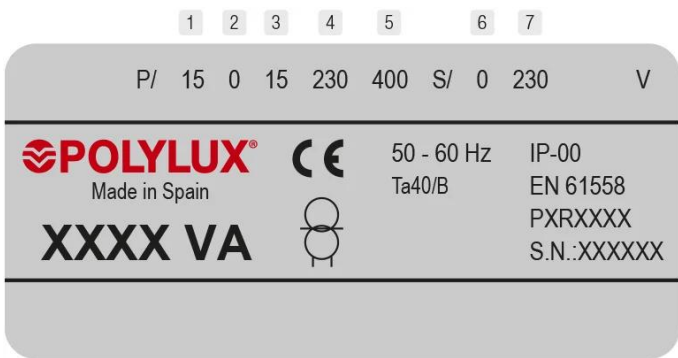 1 2 3 4 5 6 7
P/ 15 0 15 230 400 S/ 0 230 V
POLYLUX®
Made in Spain
XXXX VA
CE
50 - 60 Hz
Ta40/B
IP-00
EN 61558
PXRXXXX
S.N.:XXXXXX